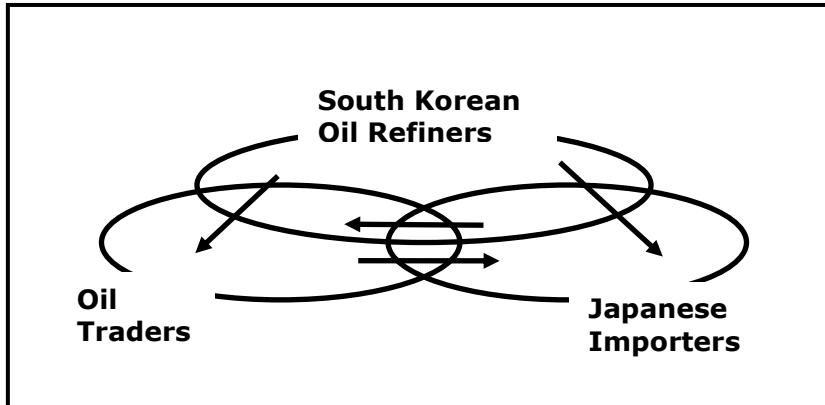 South Korean
Oil Refiners
Oil
Traders
Japanese
Importers